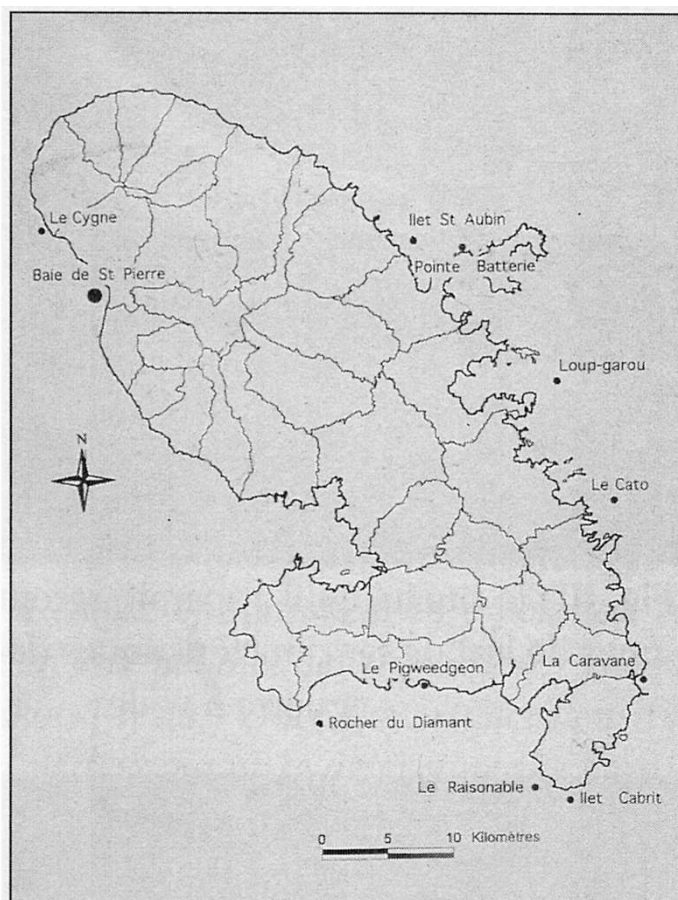 Ilet St Aubin
Le Cygne
Pointe Batterie
Baie de St Pierre
Loup-garou
N
Le Cato
Le Pigweedgeon
La Caravane
Rocher du Diamant
Le Raisonable
Ilet Cabrit
0 5 10 Kilomètres